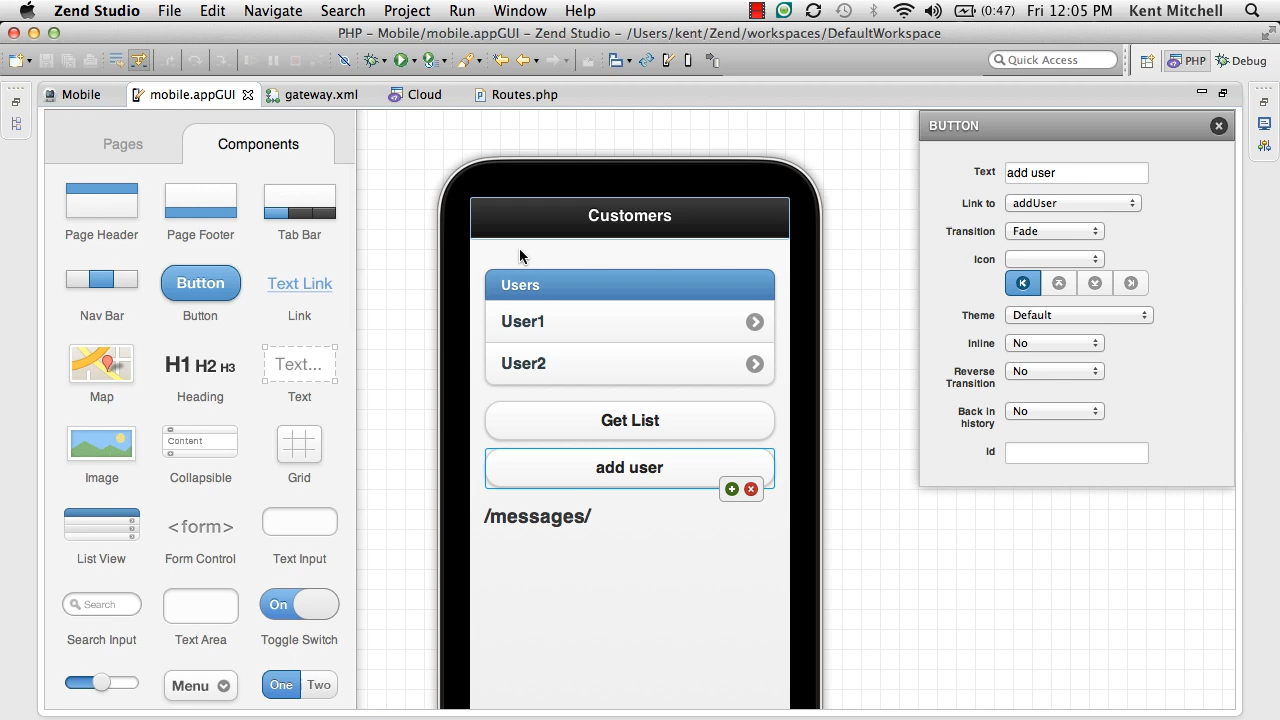 Zend Studio File Edit Navigate Search Project Run Window Help (0:47) Fri 12:05 PM Kent Mitchell
PHP - Mobile/mobile.appGUI - Zend Studio - /Users/kent/Zend/workspaces/DefaultWorkspace
Quick Access PHP Debug
Mobile mobile.appGUI gateway.xml Cloud Routes.php
Pages Components
Page Header Page Footer Tab Bar
Button Text Link
Nav Bar Button Link
H1 H2 H3 Text...
Map Heading Text
Content
Image Collapsible Grid
<form>
List View Form Control Text Input
Search On
Search Input Text Area Toggle Switch
Menu One Two
Customers
Users
User1
User2
Get List
add user
/messages/
BUTTON
Text add user
Link to addUser
Transition Fade
Icon
Theme Default
Inline No
Reverse Transition No
Back in history No
Id